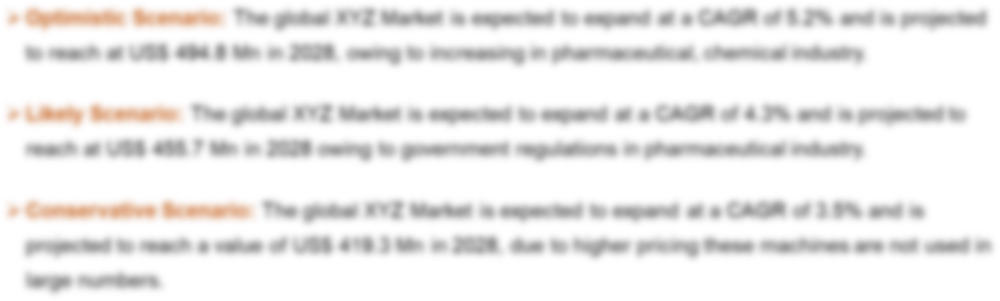 ➢ Optimistic Scenario: The global XYZ Market is expected to expand at a CAGR of 5.2% and is projected
to reach at US$ 494.8 Mn in 2028, owing to increasing in pharmaceutical, chemical industry.
➢ Likely Scenario: The global XYZ Market is expected to expand at a CAGR of 4.3% and is projected to
reach at US$ 455.7 Mn in 2028 owing to government regulations in pharmaceutical industry.
➢ Conservative Scenario: The global XYZ Market is expected to expand at a CAGR of 3.5% and is
projected to reach a value of US$ 419.3 Mn in 2028, due to higher pricing these machines are not used in
large numbers.